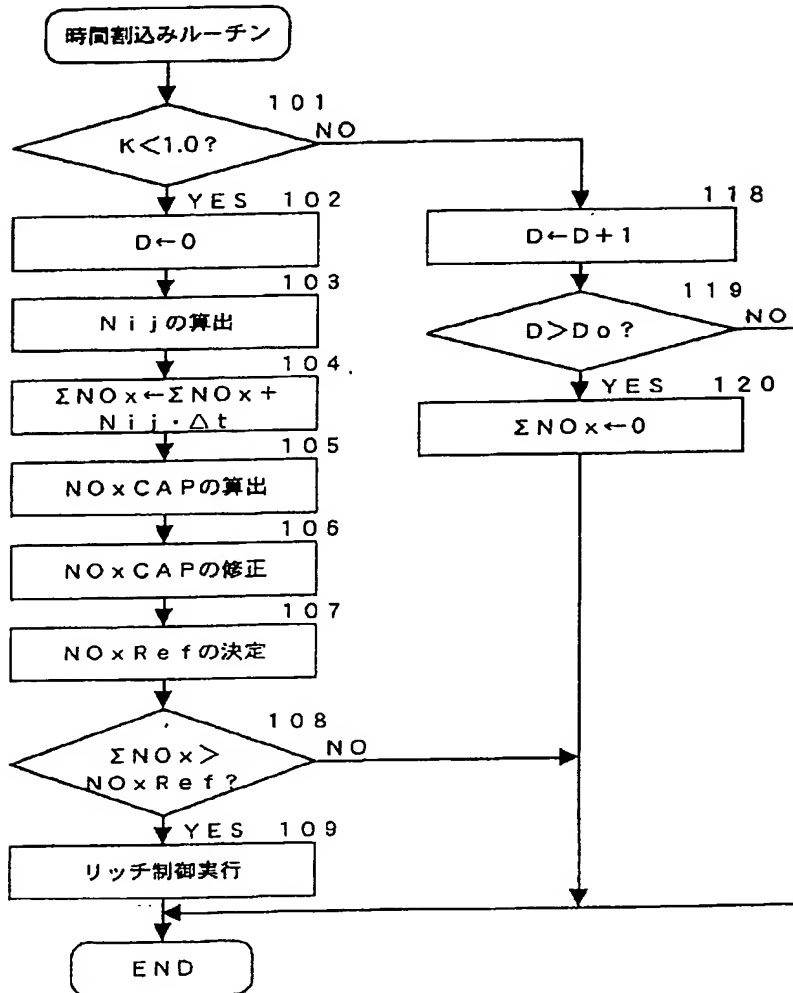 時間割込みルーチン
101
K<1.0?
NO
YES 102
D←0
103
Nijの算出
104
ΣNOx←ΣNOx+
Nij・Δt
105
NOxCAPの算出
106
NOxCAPの修正
107
NOxRefの決定
108
ΣNOx>
NOxRef?
NO
YES 109
リッチ制御実行
END
118
D←D+1
119
D>Do?
NO
YES 120
ΣNOx←0